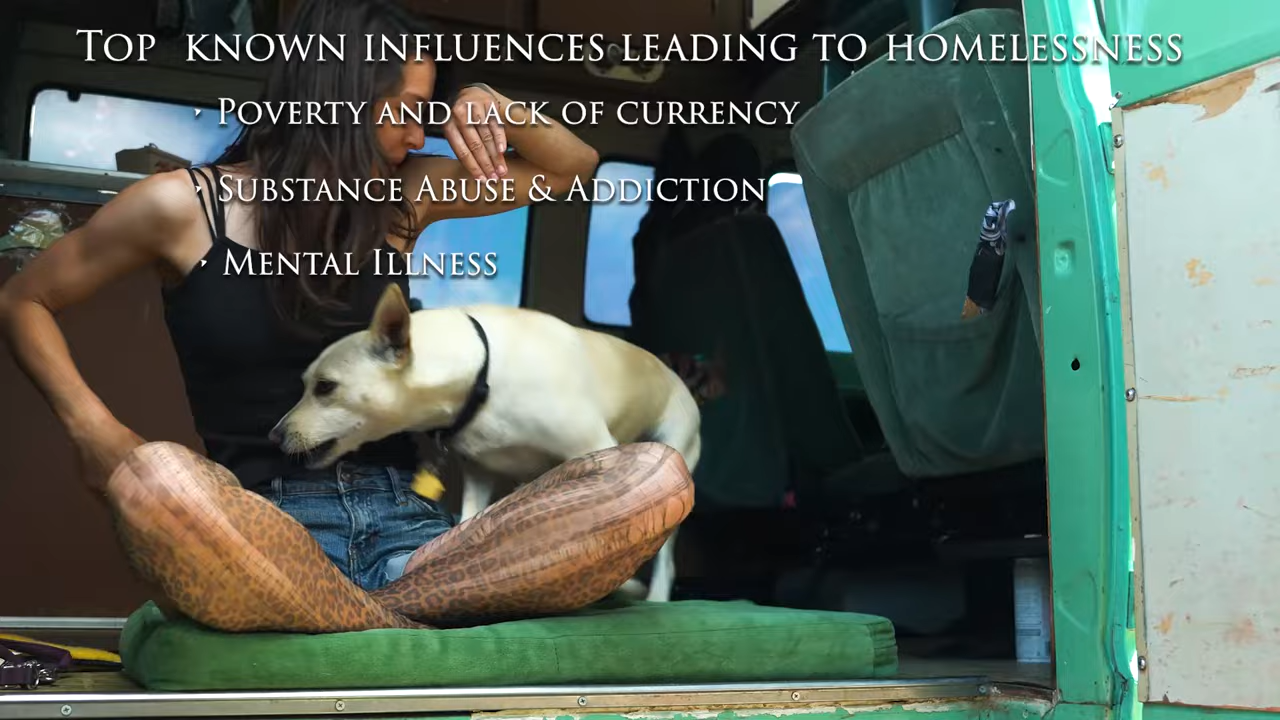 Top known influences leading to homelessness
Poverty and lack of currency
Substance Abuse & Addiction
Mental Illness